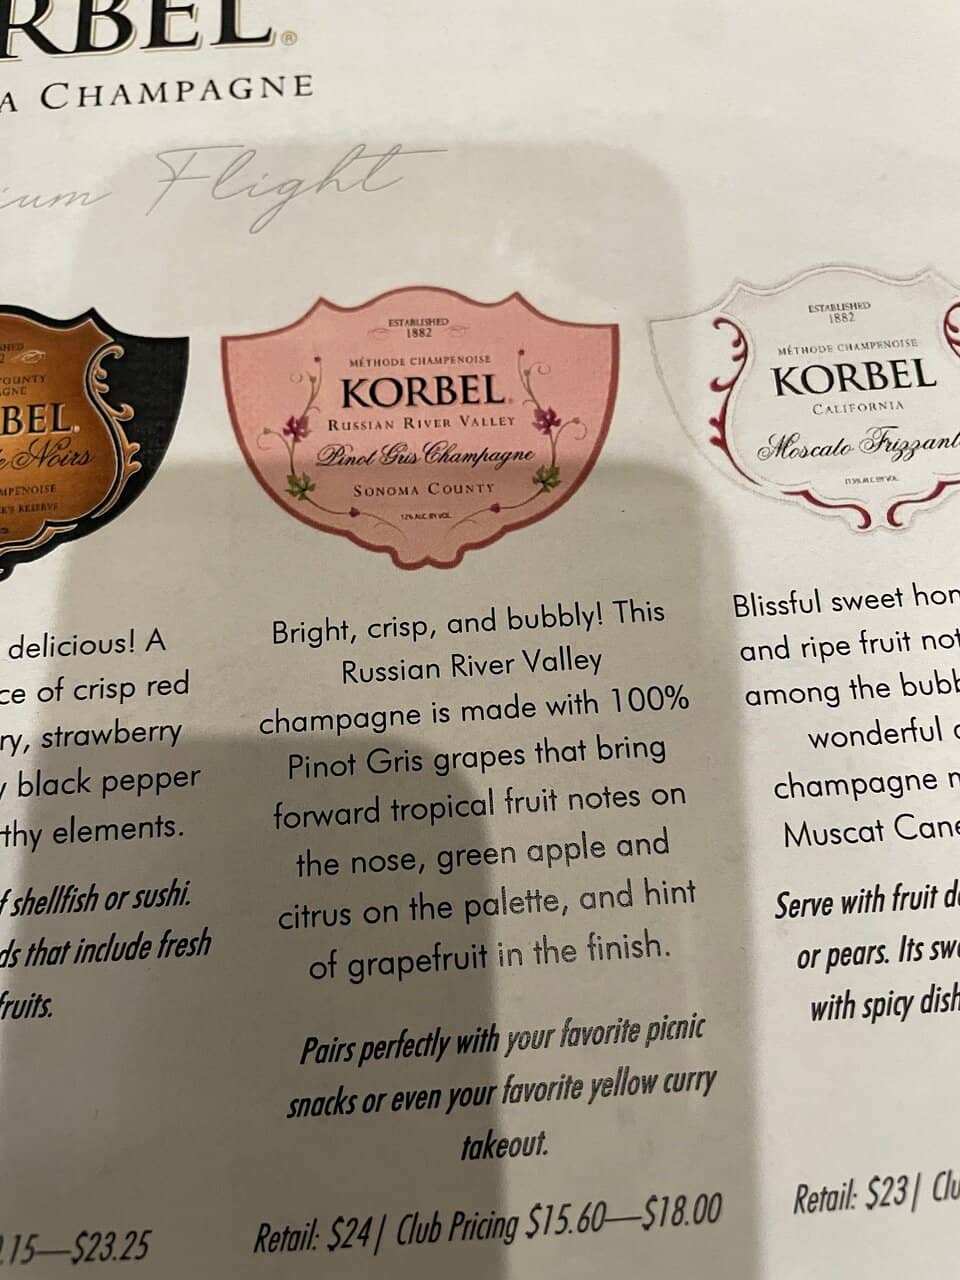 RBEL®
A CHAMPAGNE
Flight
ESTABLISHED
1882
MÉTHODE CHAMPENOISE
KORBEL
RUSSIAN RIVER VALLEY
Pinot Gris Champagne
SONOMA COUNTY
12% ALC. BY VOL.
ESTABLISHED
1882
MÉTHODE CHAMPENOISE
KORBEL
CALIFORNIA
Moscato Frizzant
BEL
Noirs
delicious! A
ce of crisp red
ry, strawberry
black pepper
thy elements.
f shellfish or sushi.
ds that include fresh
fruits.
.15—$23.25
Bright, crisp, and bubbly! This
Russian River Valley
champagne is made with 100%
Pinot Gris grapes that bring
forward tropical fruit notes on
the nose, green apple and
citrus on the palette, and hint
of grapefruit in the finish.
Pairs perfectly with your favorite picnic
snacks or even your favorite yellow curry
takeout.
Retail: $24 | Club Pricing $15.60—$18.00
Blissful sweet hon
and ripe fruit not
among the bubb
wonderful
champagne
Muscat Cane
Serve with fruit d
or pears. Its swe
with spicy dish
Retail: $23 | Clu